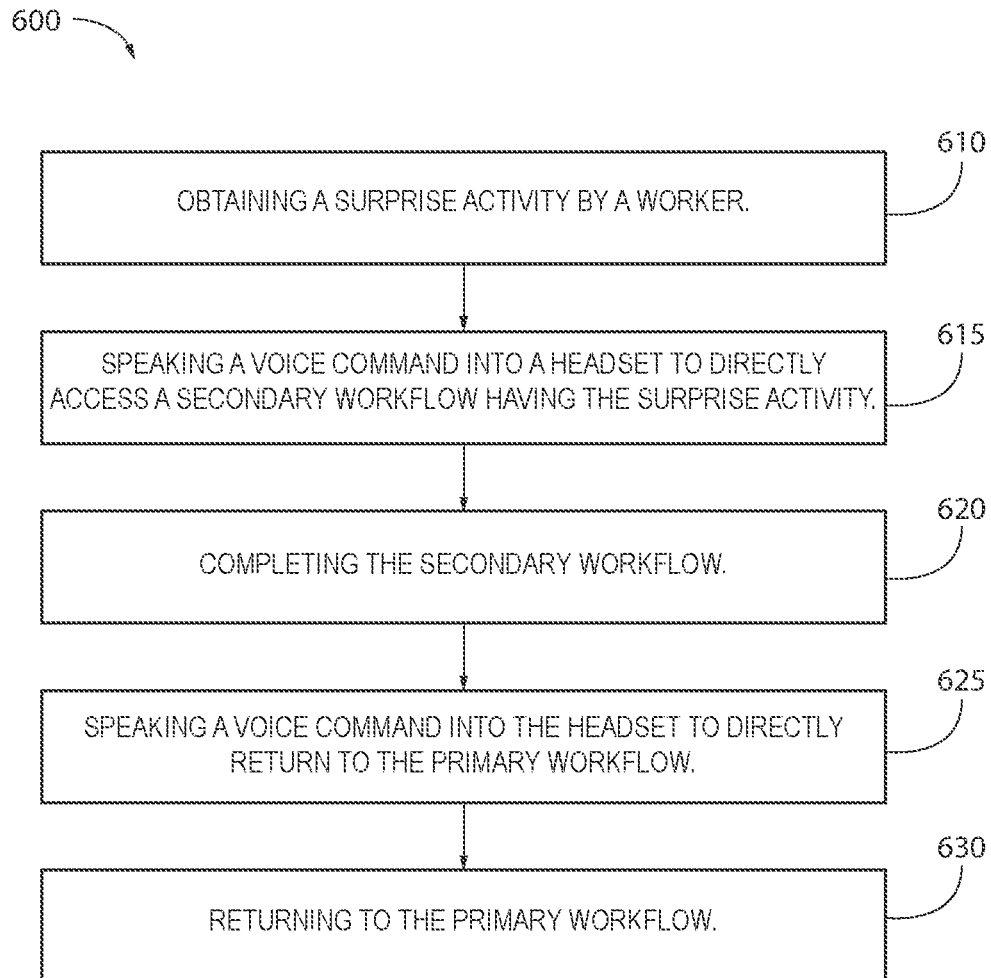 600
610
OBTAINING A SURPRISE ACTIVITY BY A WORKER.
615
SPEAKING A VOICE COMMAND INTO A HEADSET TO DIRECTLY
ACCESS A SECONDARY WORKFLOW HAVING THE SURPRISE ACTIVITY.
620
COMPLETING THE SECONDARY WORKFLOW.
625
SPEAKING A VOICE COMMAND INTO THE HEADSET TO DIRECTLY
RETURN TO THE PRIMARY WORKFLOW.
630
RETURNING TO THE PRIMARY WORKFLOW.